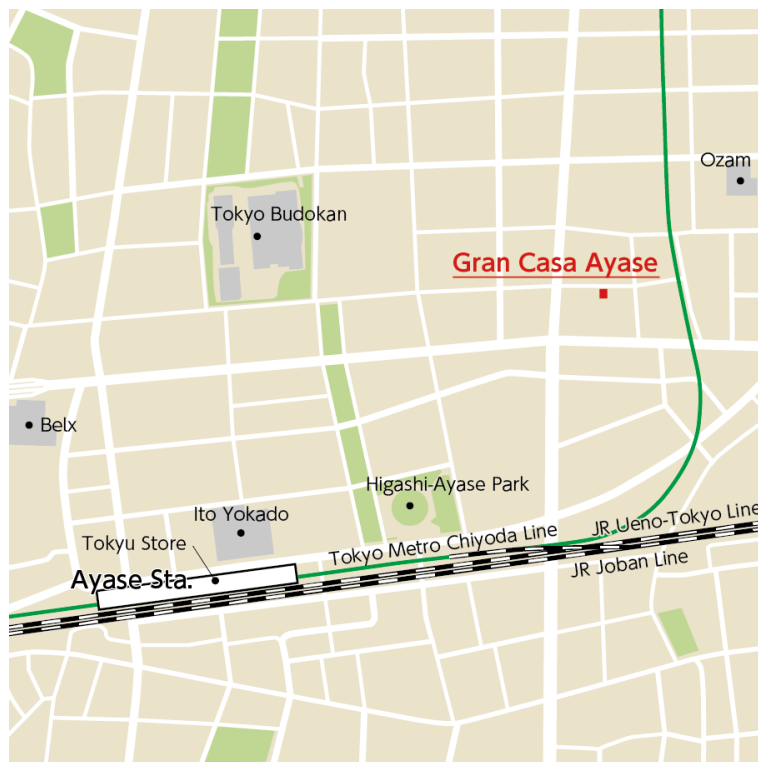 Ozam
Tokyo Budokan
Gran Casa Ayase
Belx
Higashi-Ayase Park
Ito Yokado
JR Ueno-Tokyo Line
Tokyo Metro Chiyoda Line
Tokyu Store
JR Joban Line
Ayase Sta.